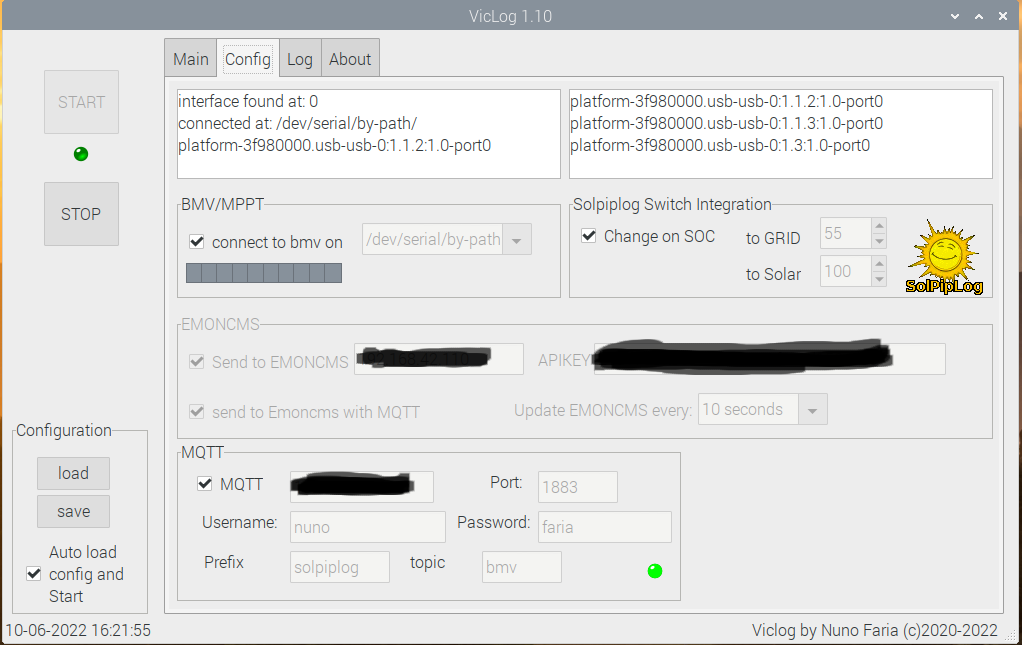 VicLog 1.10
Main
Config
Log
About
START
STOP
interface found at: 0
connected at: /dev/serial/by-path/
platform-3f980000.usb-usb-0:1.1.2:1.0-port0
platform-3f980000.usb-usb-0:1.1.2:1.0-port0
platform-3f980000.usb-usb-0:1.1.3:1.0-port0
platform-3f980000.usb-usb-0:1.3:1.0-port0
BMV/MPPT
connect to bmv on
/dev/serial/by-path
Solpiplog Switch Integration
Change on SOC
to GRID
55
to Solar
100
SolPipLog
EMONCMS
Send to EMONCMS
APIKEY
send to Emoncms with MQTT
Update EMONCMS every:
10 seconds
MQTT
MQTT
Port:
1883
Username:
nuno
Password:
faria
Prefix
solpiplog
topic
bmv
Configuration
load
save
Auto load
config and
Start
10-06-2022 16:21:55
Viclog by Nuno Faria (c)2020-2022